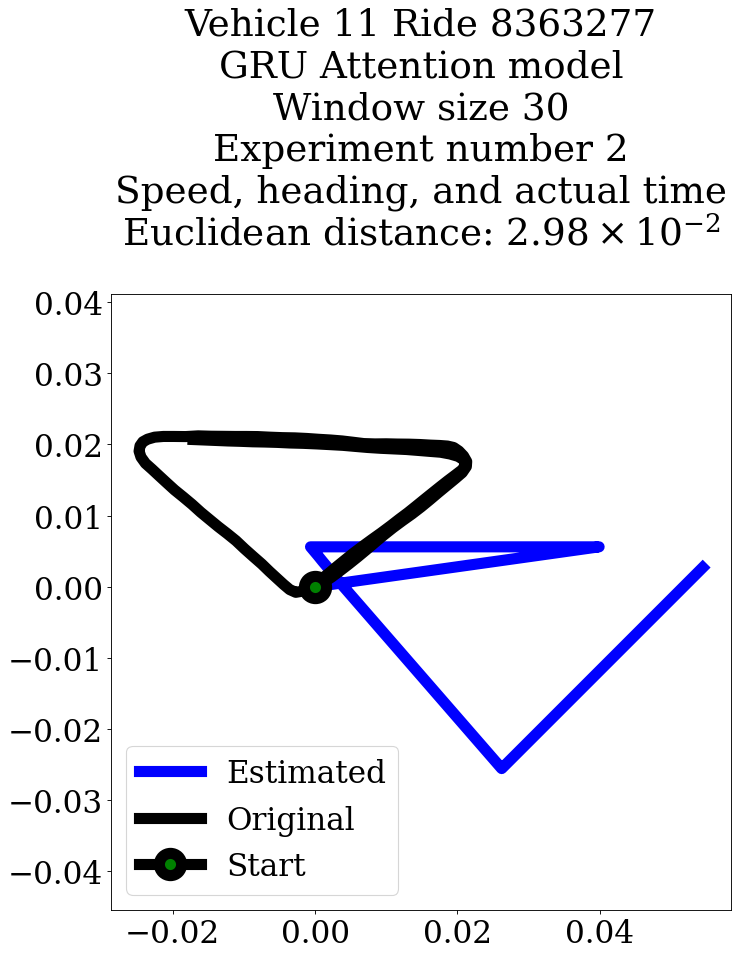 Vehicle 11 Ride 8363277
GRU Attention model
Window size 30
Experiment number 2
Speed, heading, and actual time
Euclidean distance: 2.98 × 10⁻²
0.04
0.03
0.02
0.01
0.00
−0.01
−0.02
−0.03
−0.04
Estimated
Original
Start
−0.02 0.00 0.02 0.04